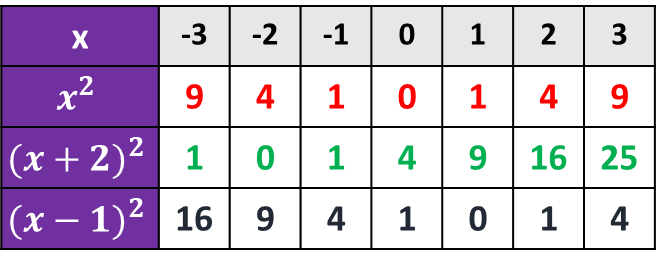 x -3 -2 -1 0 1 2 3
x² 9 4 1 0 1 4 9
(x + 2)² 1 0 1 4 9 16 25
(x − 1)² 16 9 4 1 0 1 4